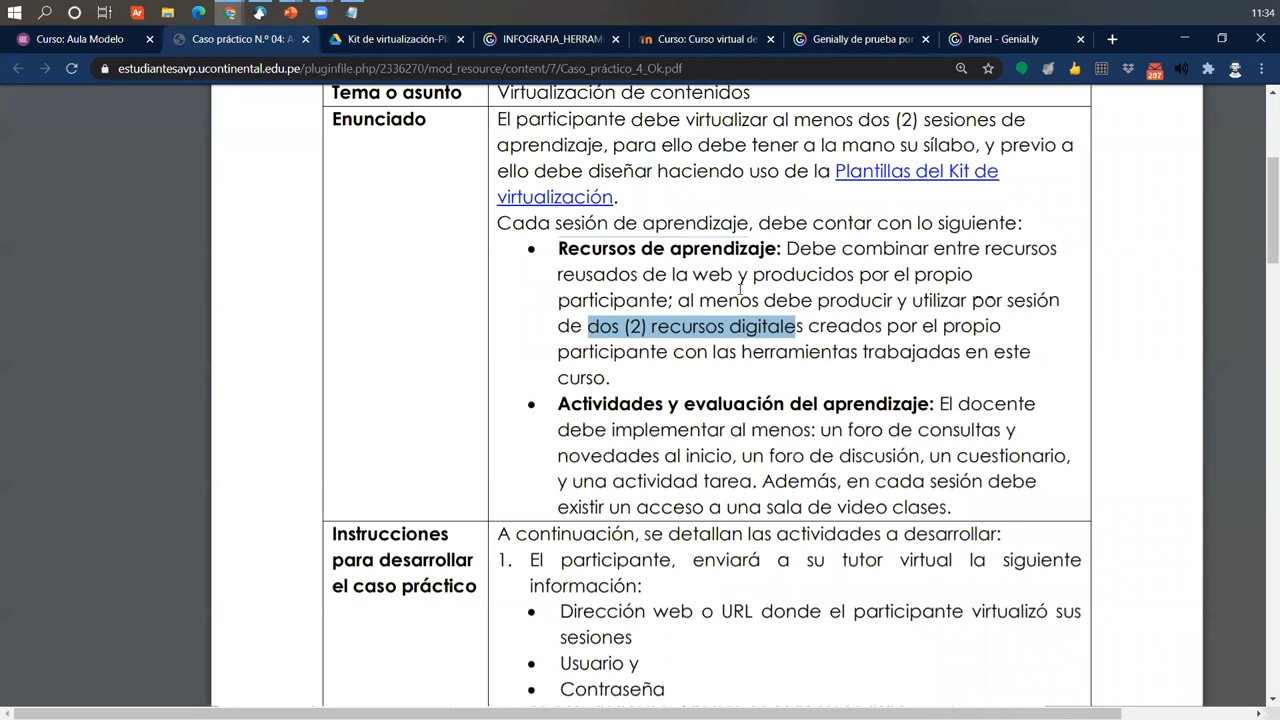 11:34
Curso: Aula Modelo
Caso práctico N.º 04: A
Kit de virtualización-Pl
INFOGRAFIA_HERRAM
Curso: Curso virtual de
Genially de prueba por
Panel - Genial.ly
estudiantesavp.ucontinental.edu.pe/pluginfile.php/2336270/mod_resource/content/7/Caso_práctico_4_Ok.pdf
207
Tema o asunto
Virtualización de contenidos
Enunciado
El participante debe virtualizar al menos dos (2) sesiones de
aprendizaje, para ello debe tener a la mano su sílabo, y previo a
ello debe diseñar haciendo uso de la Plantillas del Kit de
virtualización.
Cada sesión de aprendizaje, debe contar con lo siguiente:
• Recursos de aprendizaje: Debe combinar entre recursos
reusados de la web y producidos por el propio
participante; al menos debe producir y utilizar por sesión
de dos (2) recursos digitales creados por el propio
participante con las herramientas trabajadas en este
curso.
• Actividades y evaluación del aprendizaje: El docente
debe implementar al menos: un foro de consultas y
novedades al inicio, un foro de discusión, un cuestionario,
y una actividad tarea. Además, en cada sesión debe
existir un acceso a una sala de video clases.
Instrucciones
para desarrollar
el caso práctico
A continuación, se detallan las actividades a desarrollar:
1. El participante, enviará a su tutor virtual la siguiente
información:
• Dirección web o URL donde el participante virtualizó sus
sesiones
• Usuario y
• Contraseña